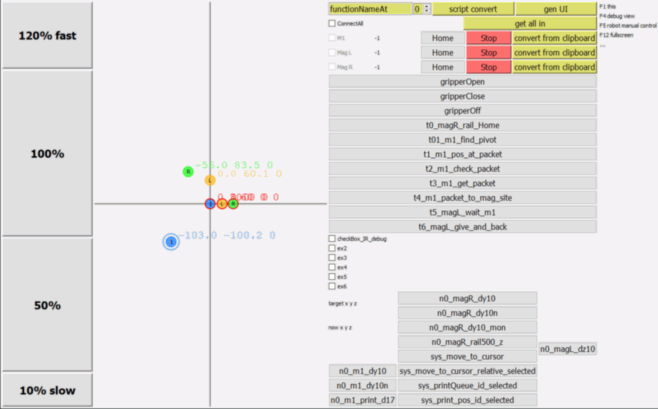 120% fast
100%
50%
10% slow
R -55.0 83.5 0
L 0.0 60.1 0
L R
-103.0 -100.2 0
functionNameAt 0 script convert gen UI
ConnectAll get all in
M1 -1 Home Stop convert from clipboard
Mag L -1 Home Stop convert from clipboard
Mag R -1 Home Stop convert from clipboard
gripperOpen
gripperClose
gripperOff
t0_magR_rail_Home
t01_m1_find_pivot
t1_m1_pos_at_packet
t2_m1_check_packet
t3_m1_get_packet
t4_m1_packet_to_mag_site
t5_magL_wait_m1
t6_magL_give_and_back
checkBox_IR_debug
ex2
ex3
ex4
ex5
ex6
target x y z
now x y z
n0_magR_dy10
n0_magR_dy10n
n0_magR_dy10_mon
n0_magR_rail500_z
n0_magL_dz10
sys_move_to_cursor
n0_m1_dy10 sys_move_to_cursor_relative_selected
n0_m1_dy10n sys_printQueue_id_selected
n0_m1_print_d17 sys_print_pos_id_selected
F1 this
F4 debug view
F5 robot manual control
F12 fullscreen
...